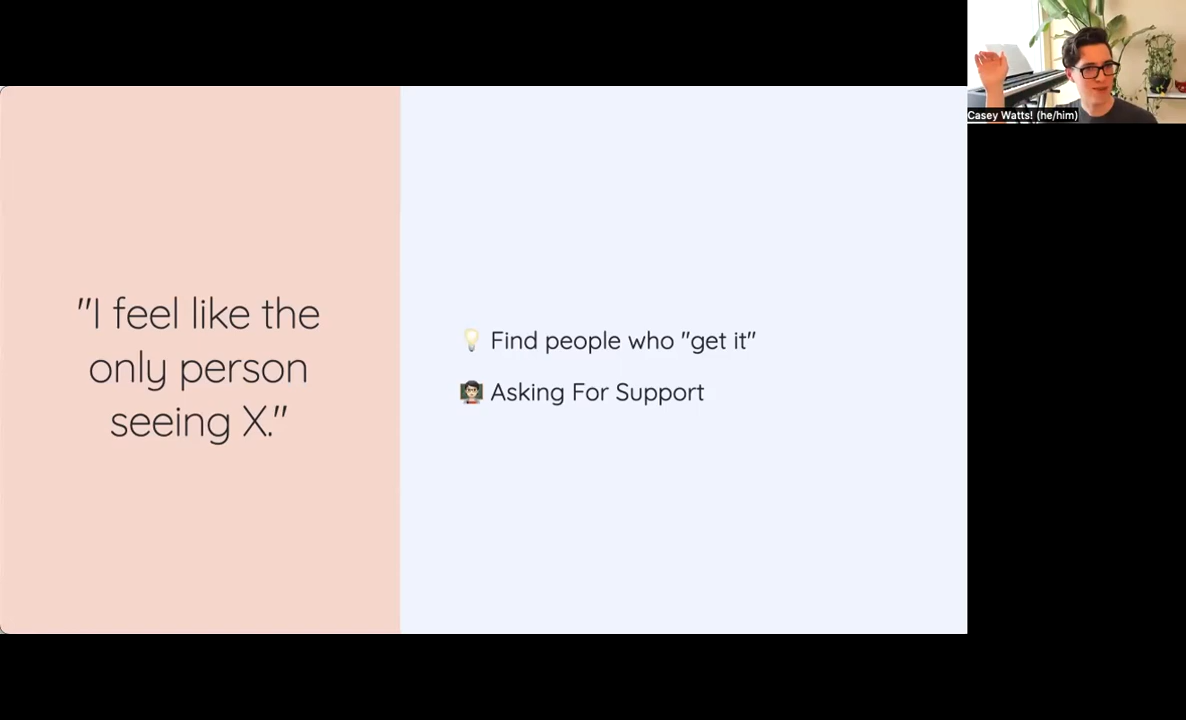 "I feel like the
only person
seeing X."
💡 Find people who "get it"
🧑🏻‍🏫 Asking For Support
Casey Watts! (he/him)